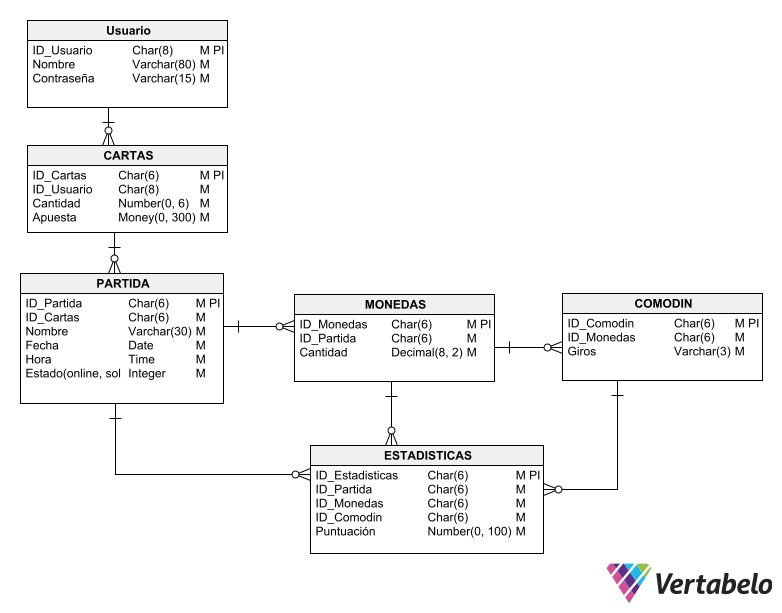 Usuario
ID_Usuario Char(8) M PI
Nombre Varchar(80) M
Contraseña Varchar(15) M
CARTAS
ID_Cartas Char(6) M PI
ID_Usuario Char(8) M
Cantidad Number(0, 6) M
Apuesta Money(0, 300) M
PARTIDA
ID_Partida Char(6) M PI
ID_Cartas Char(6) M
Nombre Varchar(30) M
Fecha Date M
Hora Time M
Estado(online, sol Integer M
MONEDAS
ID_Monedas Char(6) M PI
ID_Partida Char(6) M
Cantidad Decimal(8, 2) M
COMODIN
ID_Comodin Char(6) M PI
ID_Monedas Char(6) M
Giros Varchar(3) M
ESTADISTICAS
ID_Estadisticas Char(6) M PI
ID_Partida Char(6) M
ID_Monedas Char(6) M
ID_Comodin Char(6) M
Puntuación Number(0, 100) M
Vertabelo